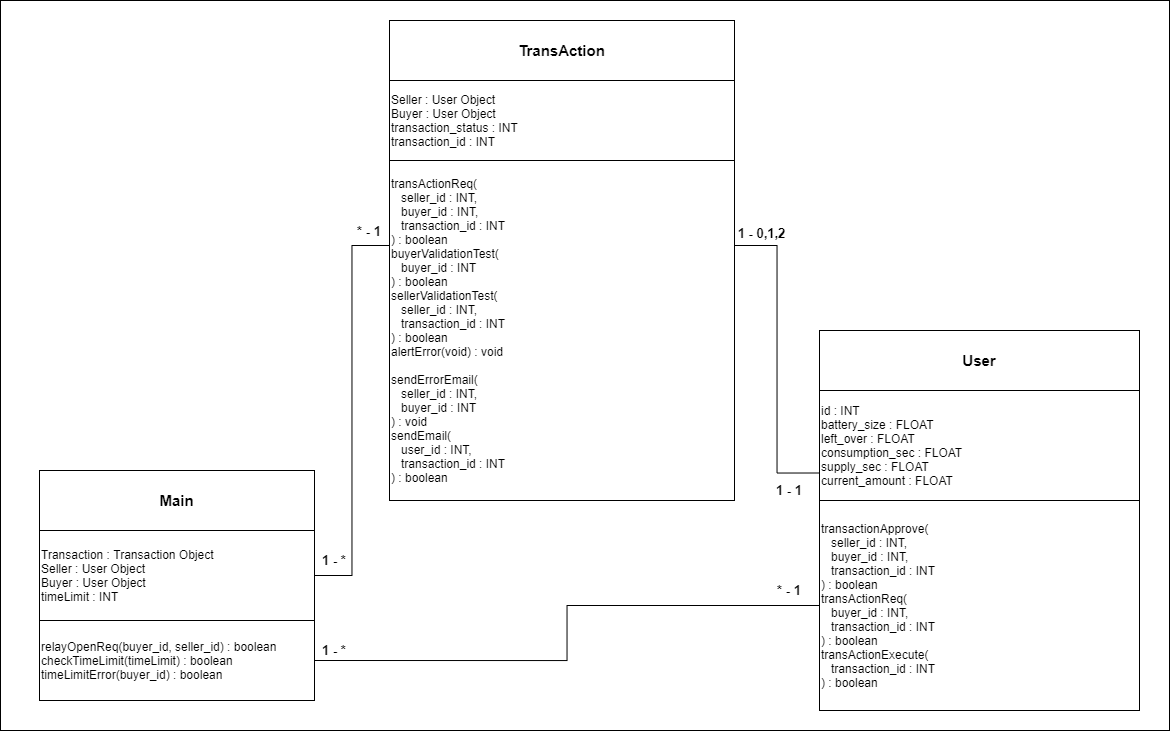 TransAction
Seller : User Object
Buyer : User Object
transaction_status : INT
transaction_id : INT
transActionReq(
seller_id : INT,
buyer_id : INT,
transaction_id : INT
) : boolean
buyerValidationTest(
buyer_id : INT
) : boolean
sellerValidationTest(
seller_id : INT,
transaction_id : INT
) : boolean
alertError(void) : void
sendErrorEmail(
seller_id : INT,
buyer_id : INT
) : void
sendEmail(
user_id : INT,
transaction_id : INT
) : boolean
* - 1
1 - 0,1,2
User
id : INT
battery_size : FLOAT
left_over : FLOAT
consumption_sec : FLOAT
supply_sec : FLOAT
current_amount : FLOAT
transactionApprove(
seller_id : INT,
buyer_id : INT,
transaction_id : INT
) : boolean
transActionReq(
buyer_id : INT,
transaction_id : INT
) : boolean
transActionExecute(
transaction_id : INT
) : boolean
1 - 1
* - 1
Main
Transaction : Transaction Object
Seller : User Object
Buyer : User Object
timeLimit : INT
relayOpenReq(buyer_id, seller_id) : boolean
checkTimeLimit(timeLimit) : boolean
timeLimitError(buyer_id) : boolean
1 - *
1 - *